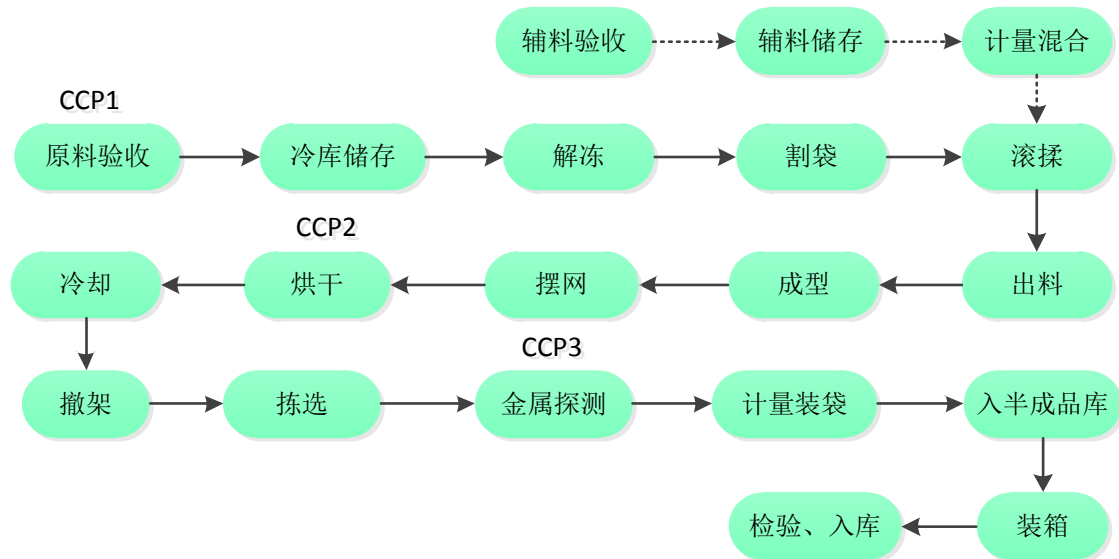 辅料验收
辅料储存
计量混合
CCP1
原料验收
冷库储存
解冻
割袋
滚揉
CCP2
冷却
烘干
摆网
成型
出料
CCP3
撤架
拣选
金属探测
计量装袋
入半成品库
检验、入库
装箱